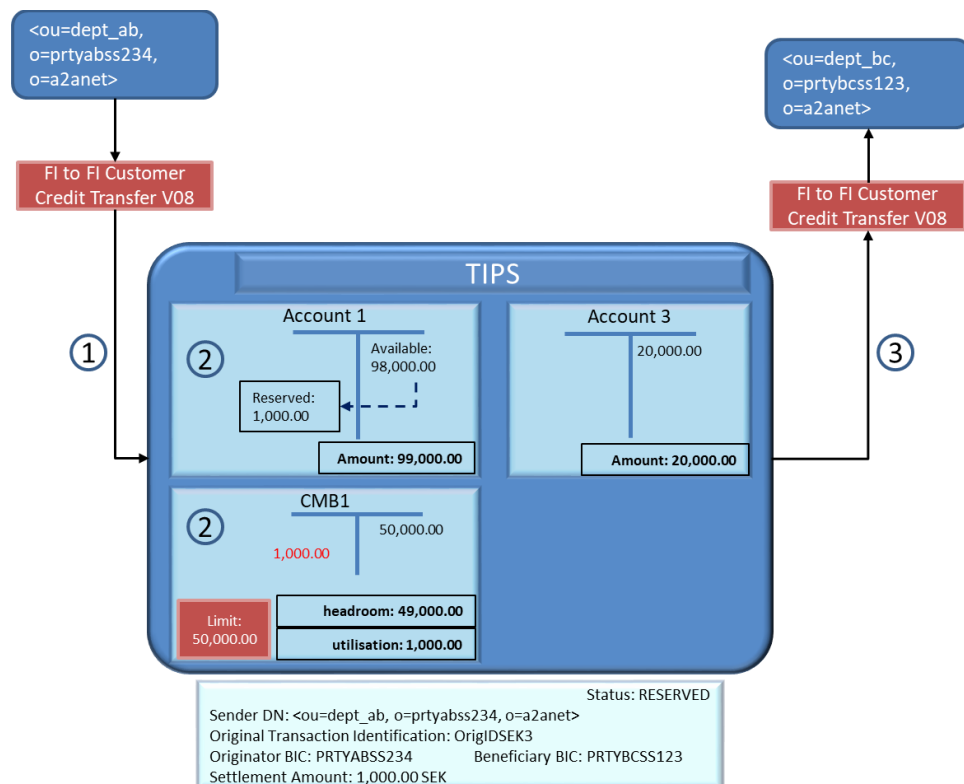 <ou=dept_ab,
o=prtyabss234,
o=a2anet>
<ou=dept_bc,
o=prtybcss123,
o=a2anet>
FI to FI Customer
Credit Transfer V08
FI to FI Customer
Credit Transfer V08
TIPS
1
2
Account 1
Available:
98,000.00
Reserved:
1,000.00
Amount: 99,000.00
Account 3
20,000.00
Amount: 20,000.00
3
2
CMB1
50,000.00
1,000.00
Limit:
50,000.00
headroom: 49,000.00
utilisation: 1,000.00
Status: RESERVED
Sender DN: <ou=dept_ab, o=prtyabss234, o=a2anet>
Original Transaction Identification: OrigIDSEK3
Originator BIC: PRTYABSS234 Beneficiary BIC: PRTYBCSS123
Settlement Amount: 1,000.00 SEK